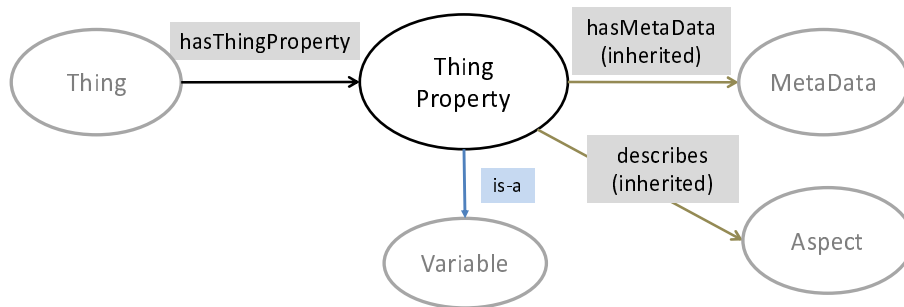 hasThingProperty
hasMetaData
(inherited)
Thing
Thing
Property
MetaData
describes
(inherited)
is-a
Variable
Aspect